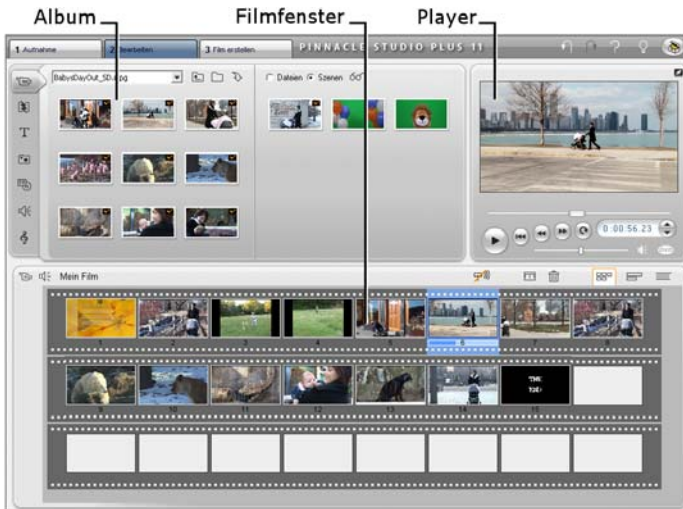 Album Filmfenster Player
1 Aufnahme 2 Bearbeiten 3 Film erstellen PINNACLE STUDIO PLUS 11
BabysDayOut_SD.mpg Dateien Szenen
T
0:00:56.23
Mein Film
1 2 3 4 5 6 7 8
9 10 11 12 13 14 15
THE